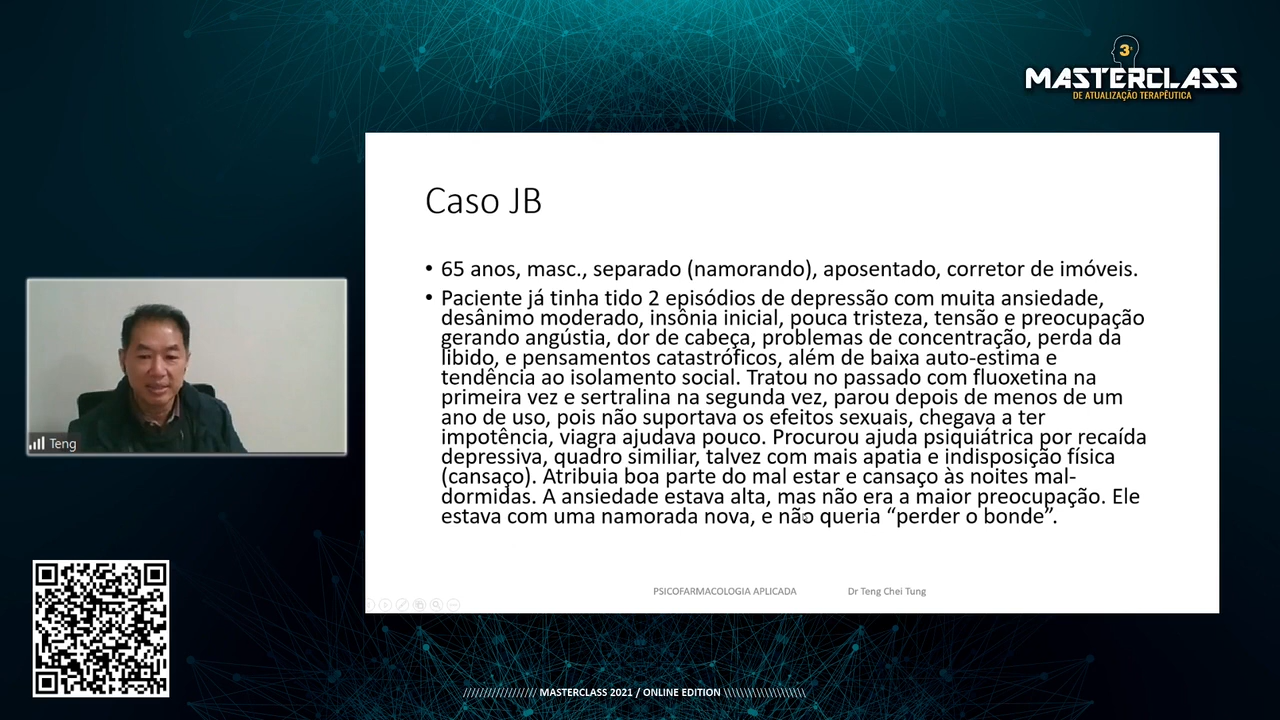 3ª
MASTERCLASS
DE ATUALIZAÇÃO TERAPÊUTICA
Caso JB
• 65 anos, masc., separado (namorando), aposentado, corretor de imóveis.
• Paciente já tinha tido 2 episódios de depressão com muita ansiedade,
desânimo moderado, insônia inicial, pouca tristeza, tensão e preocupação
gerando angústia, dor de cabeça, problemas de concentração, perda da
libido, e pensamentos catastróficos, além de baixa auto-estima e
tendência ao isolamento social. Tratou no passado com fluoxetina na
primeira vez e sertralina na segunda vez, parou depois de menos de um
ano de uso, pois não suportava os efeitos sexuais, chegava a ter
impotência, viagra ajudava pouco. Procurou ajuda psiquiátrica por recaída
depressiva, quadro similiar, talvez com mais apatia e indisposição física
(cansaço). Atribuia boa parte do mal estar e cansaço às noites mal-
dormidas. A ansiedade estava alta, mas não era a maior preocupação. Ele
estava com uma namorada nova, e não queria “perder o bonde”.
Teng
PSICOFARMACOLOGIA APLICADA Dr Teng Chei Tung
////////////////// MASTERCLASS 2021 / ONLINE EDITION \\\\\\\\\\\\\\\\\\